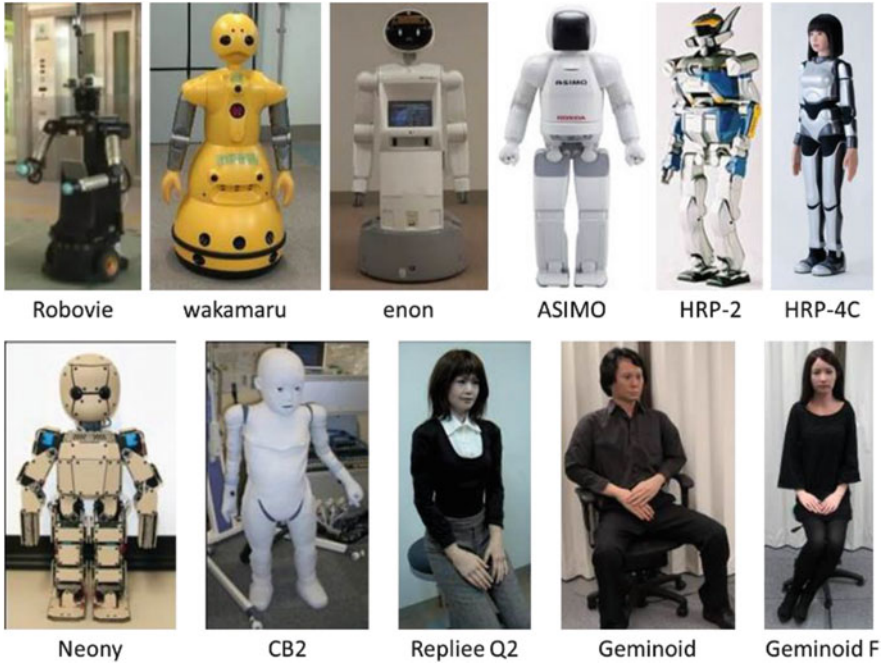 ASIMO
HONDA
Robovie
wakamaru
enon
ASIMO
HRP-2
HRP-4C
Neony
CB2
Repliee Q2
Geminoid
Geminoid F